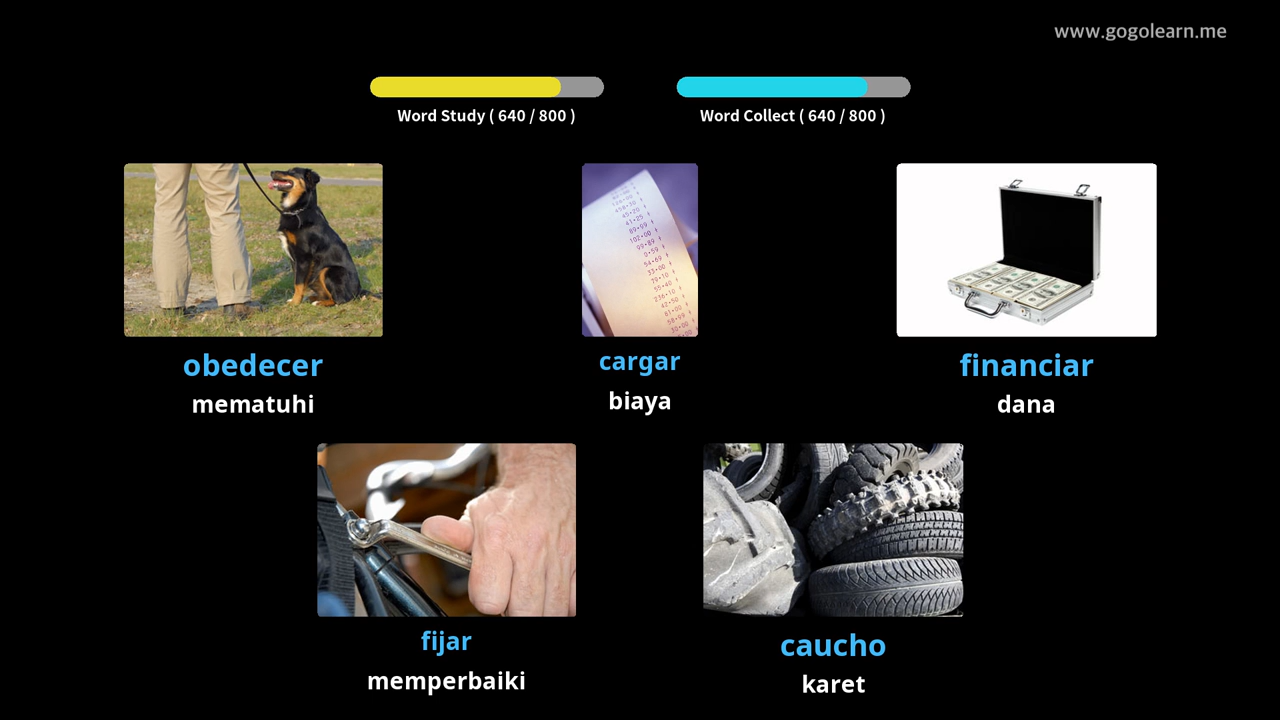 www.gogolearn.me
Word Study ( 640 / 800 )
Word Collect ( 640 / 800 )
obedecer
mematuhi
cargar
biaya
financiar
dana
fijar
memperbaiki
caucho
karet